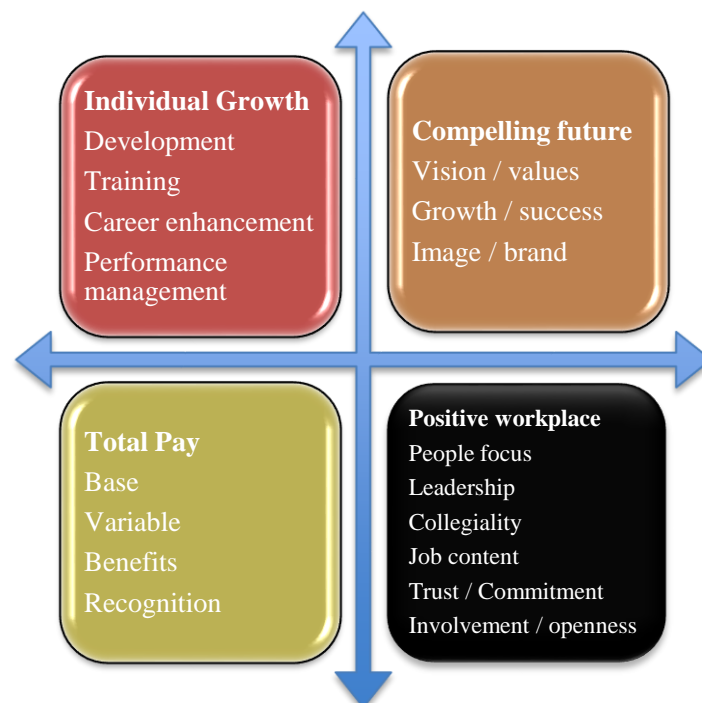 Individual Growth
Development
Training
Career enhancement
Performance
management
Compelling future
Vision / values
Growth / success
Image / brand
Total Pay
Base
Variable
Benefits
Recognition
Positive workplace
People focus
Leadership
Collegiality
Job content
Trust / Commitment
Involvement / openness